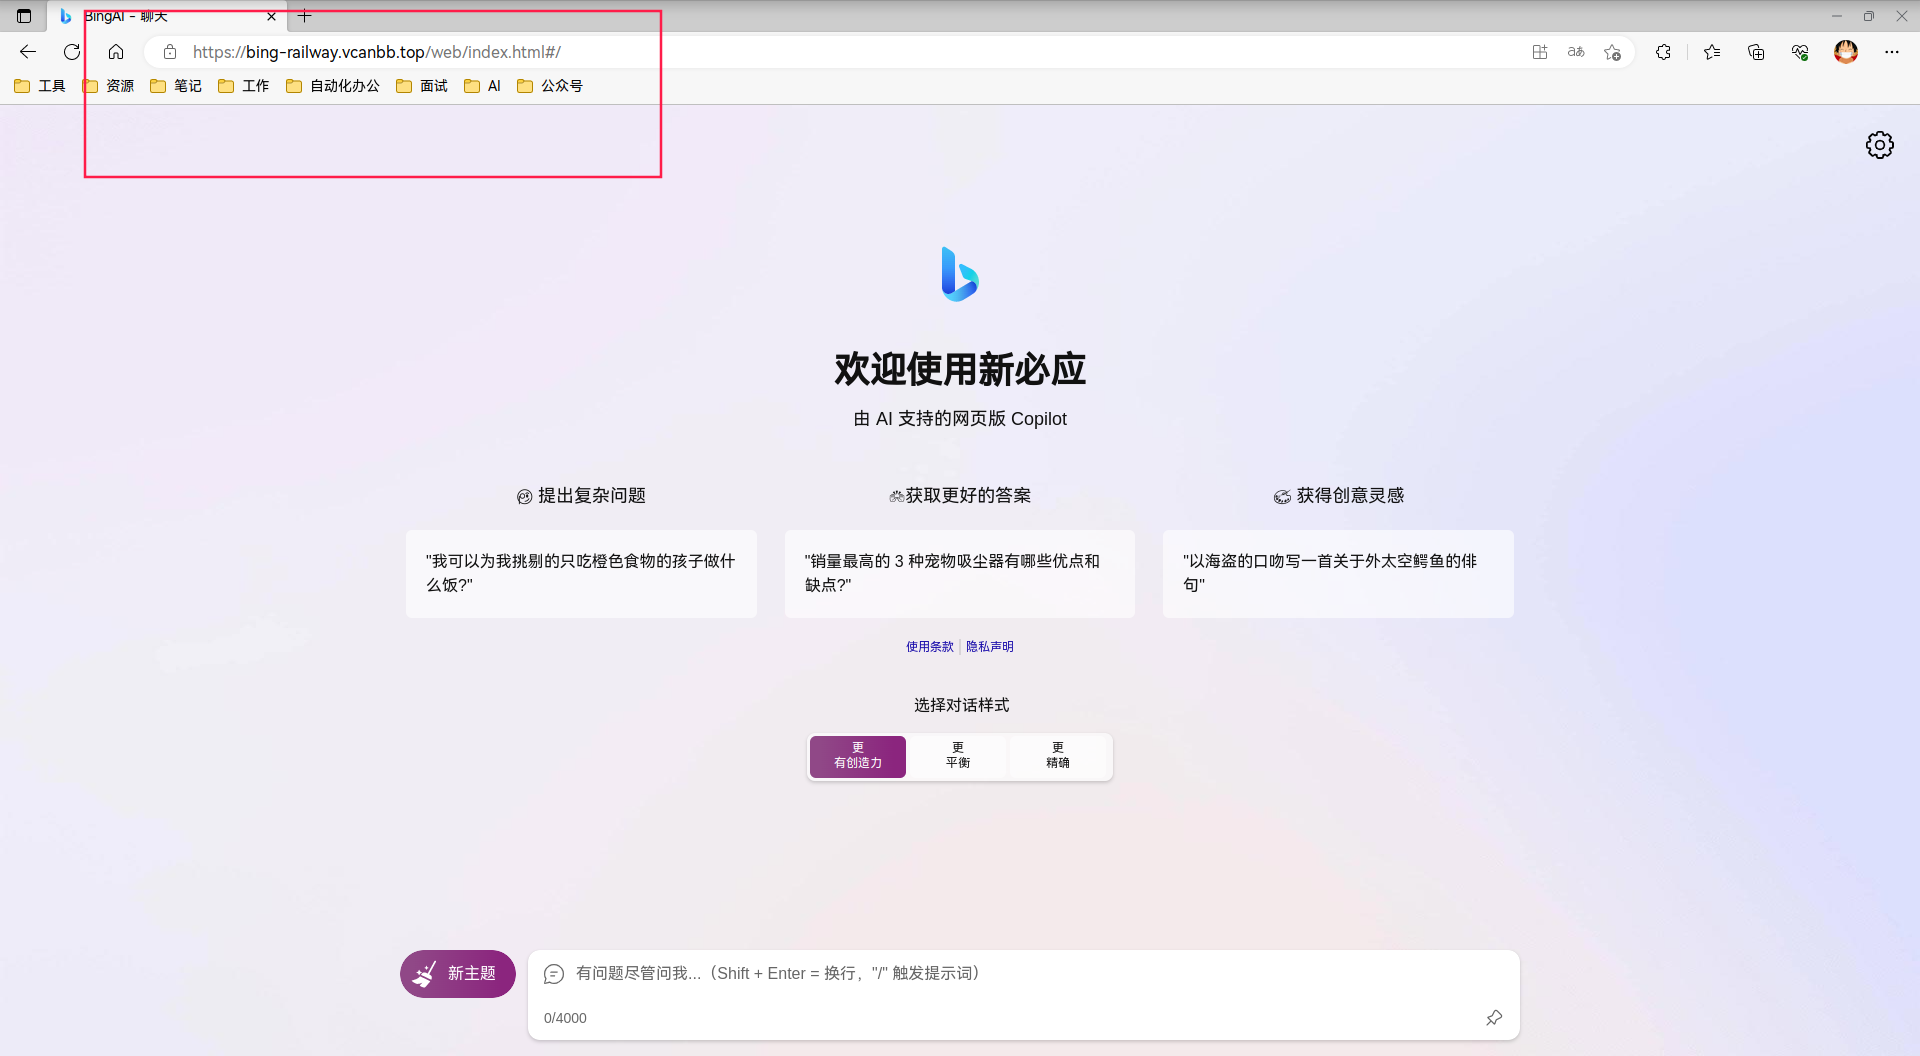 BingAI - 聊天
https://bing-railway.vcanbb.top/web/index.html#/
工具 资源 笔记 工作 自动化办公 面试 AI 公众号
欢迎使用新必应
由 AI 支持的网页版 Copilot
提出复杂问题
"我可以为我挑剔的只吃橙色食物的孩子做什
么饭?"
获取更好的答案
"销量最高的 3 种宠物吸尘器有哪些优点和
缺点?"
获得创意灵感
"以海盗的口吻写一首关于外太空鳄鱼的俳
句"
使用条款 隐私声明
选择对话样式
更
有创造力
更
平衡
更
精确
新主题
有问题尽管问我...（Shift + Enter = 换行，"/" 触发提示词）
0/4000